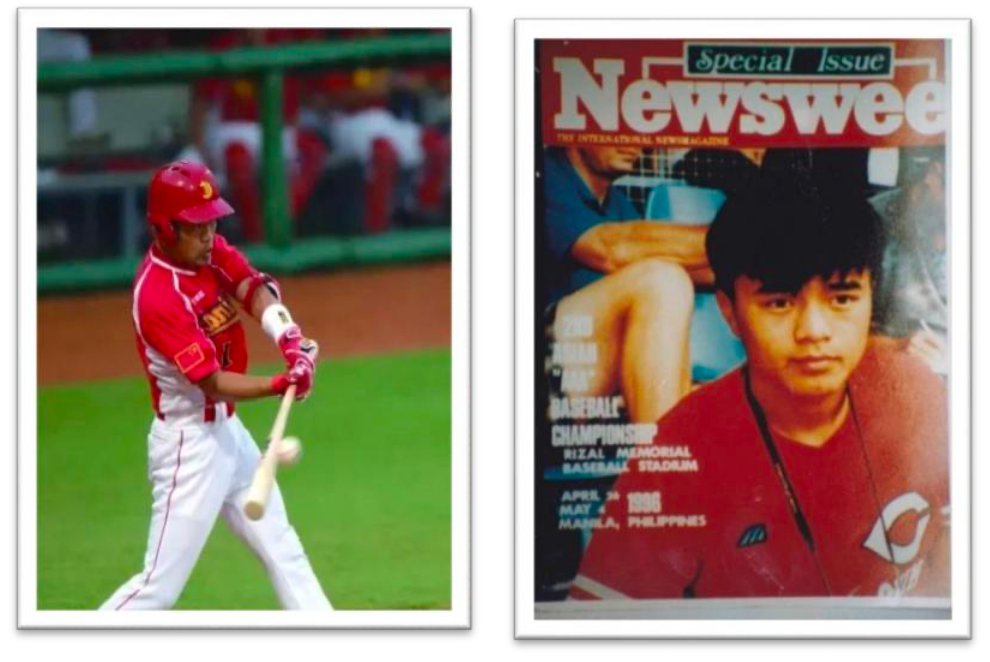 Special Issue
Newswee
THE INTERNATIONAL NEWSMAGAZINE
2ND
ASIAN
"AAA"
BASEBALL
CHAMPIONSHIP
RIZAL MEMORIAL
BASEBALL STADIUM
APRIL 26
MAY 4 1996
MANILA, PHILIPPINES